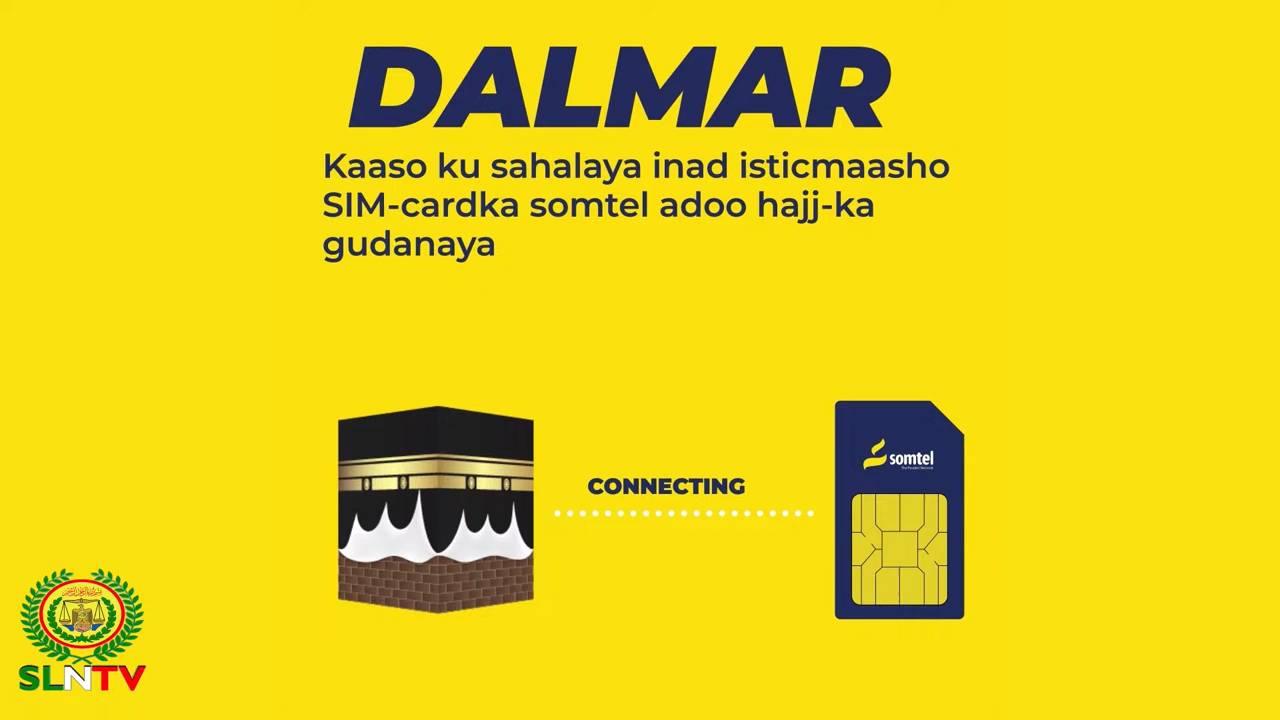 DALMAR
Kaaso ku sahalaya inad isticmaasho
SIM-cardka somtel adoo hajj-ka
gudanaya
CONNECTING
somtel
SLNTV